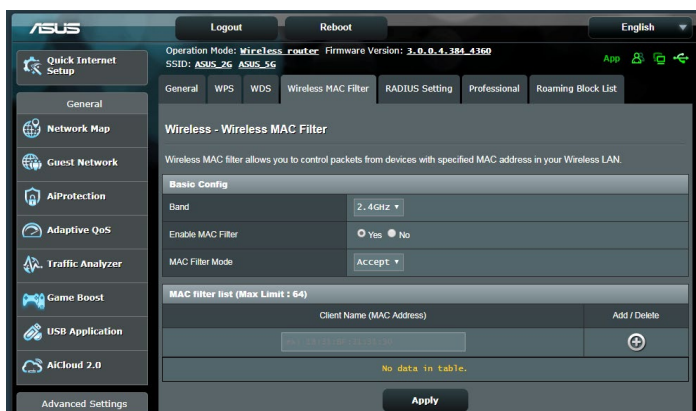 ASUS
Logout
Reboot
English
Operation Mode: Wireless router Firmware Version: 3.0.0.4.384_4360
SSID: ASUS_2G ASUS_5G
App
Quick Internet
Setup
General
Network Map
Guest Network
AiProtection
Adaptive QoS
Traffic Analyzer
Game Boost
USB Application
AiCloud 2.0
Advanced Settings
General WPS WDS Wireless MAC Filter RADIUS Setting Professional Roaming Block List
Wireless - Wireless MAC Filter
Wireless MAC filter allows you to control packets from devices with specified MAC address in your Wireless LAN.
Basic Config
Band 2.4GHz
Enable MAC Filter Yes No
MAC Filter Mode Accept
MAC filter list (Max Limit : 64)
Client Name (MAC Address) Add / Delete
No data in table.
Apply